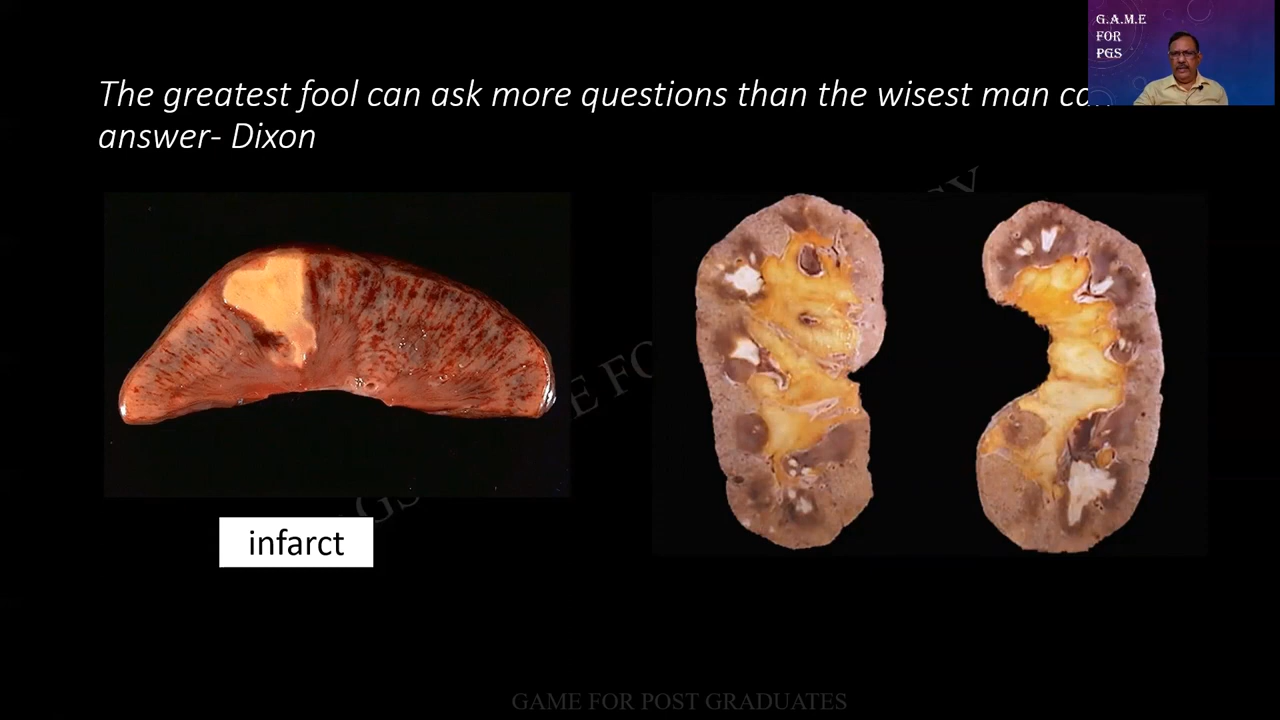 G.A.M.E
FOR
PGS
The greatest fool can ask more questions than the wisest man
answer- Dixon
infarct
GAME FOR POST GRADUATES